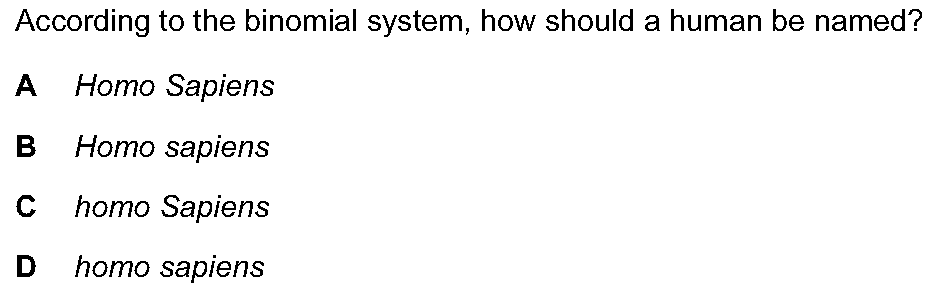 According to the binomial system, how should a human be named?
A Homo Sapiens
B Homo sapiens
C homo Sapiens
D homo sapiens